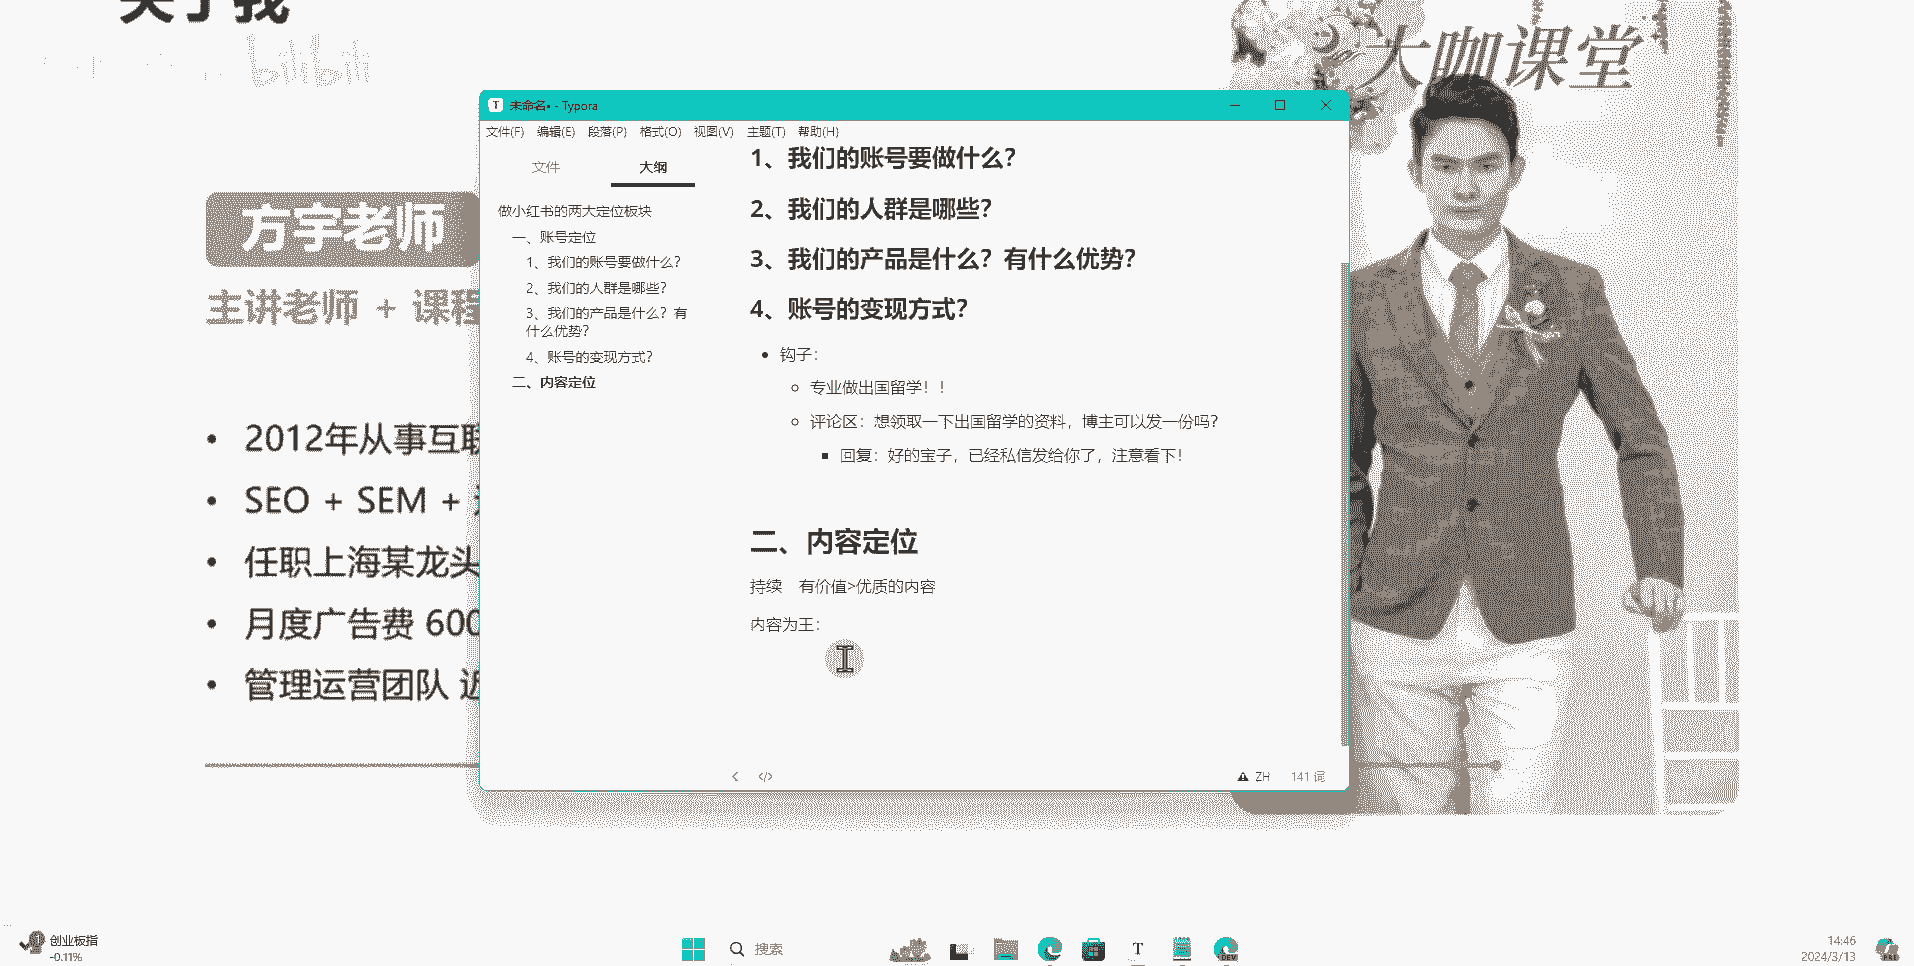 关于我
bilibili
大咖课堂
方宇老师
主讲老师 + 课程
2012年从事互联
SEO + SEM +
任职上海某龙头
月度广告费 600
管理运营团队 近
未命名• - Typora
文件(F) 编辑(E) 段落(P) 格式(O) 视图(V) 主题(T) 帮助(H)
文件 大纲
做小红书的两大定位板块
一、账号定位
1、我们的账号要做什么？
2、我们的人群是哪些？
3、我们的产品是什么？有
什么优势？
4、账号的变现方式？
二、内容定位
1、我们的账号要做什么？
2、我们的人群是哪些？
3、我们的产品是什么？有什么优势？
4、账号的变现方式？
钩子：
专业做出国留学！！
评论区：想领取一下出国留学的资料，博主可以发一份吗？
回复：好的宝子，已经私信发给你了，注意看下！
二、内容定位
持续 有价值>优质的内容
内容为王：
ZH 141 词
创业板指
-0.11%
搜索
T
DEV
14:46
2024/3/13
PRE